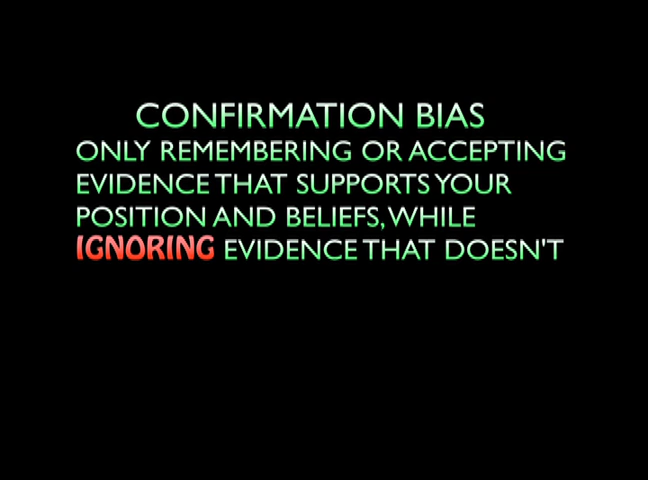 CONFIRMATION BIAS
ONLY REMEMBERING OR ACCEPTING
EVIDENCE THAT SUPPORTS YOUR
POSITION AND BELIEFS, WHILE
IGNORING EVIDENCE THAT DOESN'T